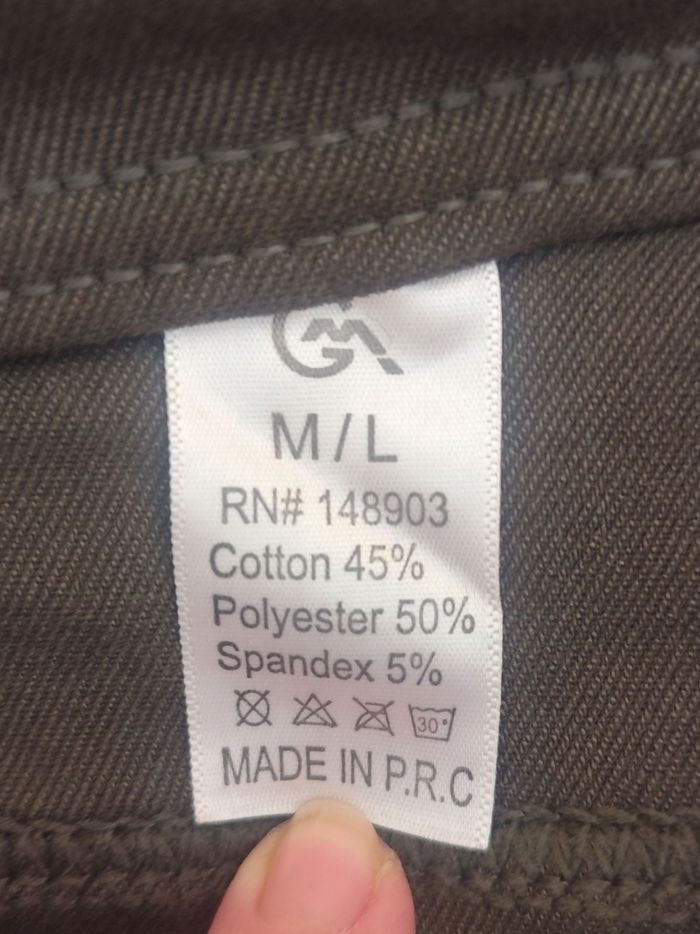 M/L
RN# 148903
Cotton 45%
Polyester 50%
Spandex 5%
30°
MADE IN P.R.C